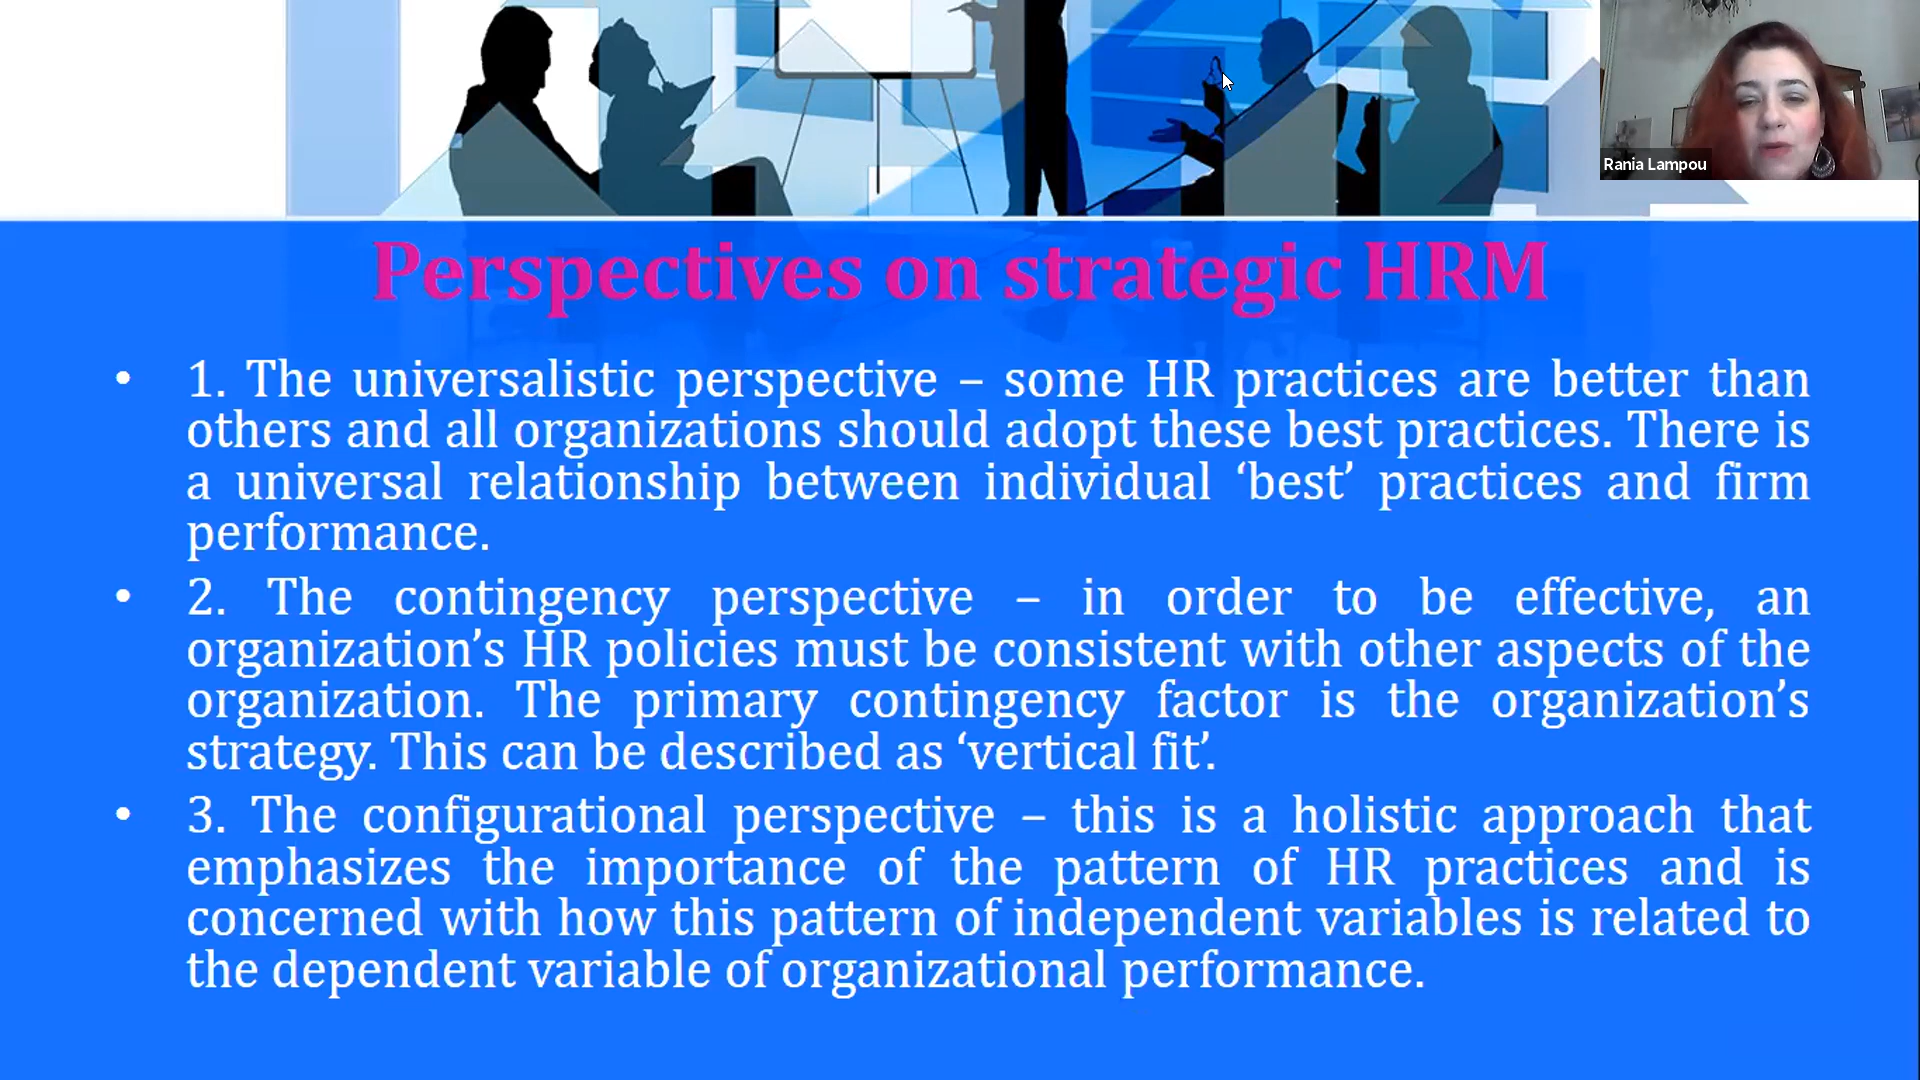 Rania Lampou
Perspectives on strategic HRM
• 1. The universalistic perspective – some HR practices are better than
others and all organizations should adopt these best practices. There is
a universal relationship between individual ‘best’ practices and firm
performance.
• 2. The contingency perspective – in order to be effective, an
organization’s HR policies must be consistent with other aspects of the
organization. The primary contingency factor is the organization’s
strategy. This can be described as ‘vertical fit’.
• 3. The configurational perspective – this is a holistic approach that
emphasizes the importance of the pattern of HR practices and is
concerned with how this pattern of independent variables is related to
the dependent variable of organizational performance.